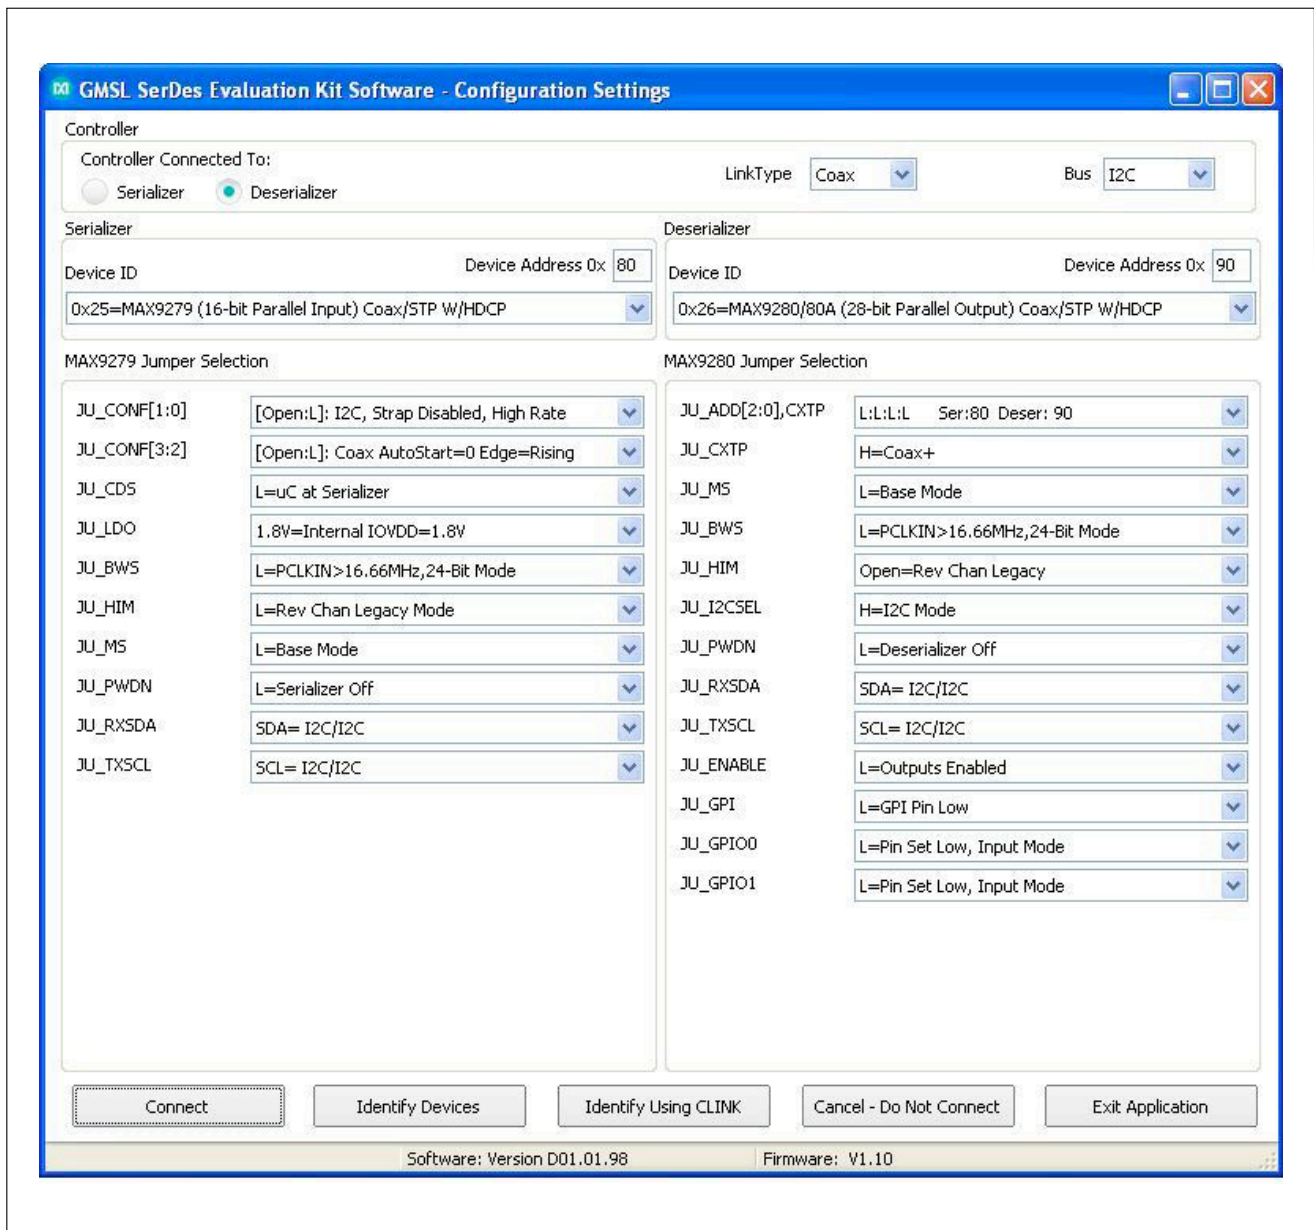 GMSL SerDes Evaluation Kit Software - Configuration Settings
Controller
Controller Connected To:
Serializer Deserializer
LinkType Coax
Bus I2C
Serializer
Device Address 0x 80
Device ID
0x25=MAX9279 (16-bit Parallel Input) Coax/STP W/HDCP
Deserializer
Device Address 0x 90
Device ID
0x26=MAX9280/80A (28-bit Parallel Output) Coax/STP W/HDCP
MAX9279 Jumper Selection
JU_CONF[1:0] [Open:L]: I2C, Strap Disabled, High Rate
JU_CONF[3:2] [Open:L]: Coax AutoStart=0 Edge=Rising
JU_CDS L=uC at Serializer
JU_LDO 1.8V=Internal IOVDD=1.8V
JU_BWS L=PCLKIN>16.66MHz,24-Bit Mode
JU_HIM L=Rev Chan Legacy Mode
JU_MS L=Base Mode
JU_PWDN L=Serializer Off
JU_RXSDA SDA= I2C/I2C
JU_TXSCL SCL= I2C/I2C
MAX9280 Jumper Selection
JU_ADD[2:0],CXTP L:L:L:L Ser:80 Deser: 90
JU_CXTP H=Coax+
JU_MS L=Base Mode
JU_BWS L=PCLKIN>16.66MHz,24-Bit Mode
JU_HIM Open=Rev Chan Legacy
JU_I2CSEL H=I2C Mode
JU_PWDN L=Deserializer Off
JU_RXSDA SDA= I2C/I2C
JU_TXSCL SCL= I2C/I2C
JU_ENABLE L=Outputs Enabled
JU_GPI L=GPI Pin Low
JU_GPIO0 L=Pin Set Low, Input Mode
JU_GPIO1 L=Pin Set Low, Input Mode
Connect Identify Devices Identify Using CLINK Cancel - Do Not Connect Exit Application
Software: Version D01.01.98 Firmware: V1.10